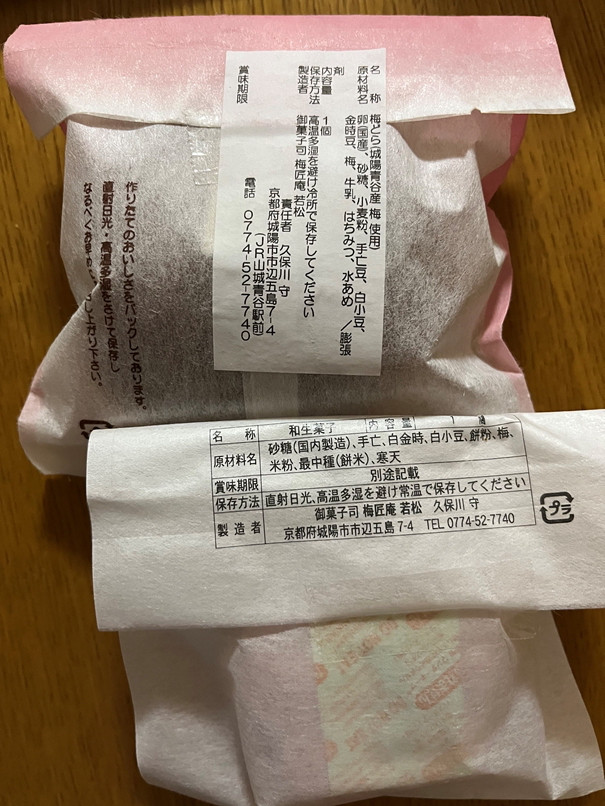 名　称　梅どら(城陽青谷産 梅 使用)
原材料名　卵(国産)、砂糖、小麦粉、手亡豆、白小豆、
金時豆、梅、牛乳、はちみつ、水あめ　／膨張
剤
内容量　1個
保存方法　高温多湿を避け冷所で保存してください
製造者　御菓子司 梅匠庵 若松
責任者　久保川 守
京都府城陽市市辺五島7-4
(JR山城青谷駅前)
電話　0774-52-7740
賞味期限
作りたてのおいしさをパックしてあります。
直射日光・高温多湿をさけて保存し
なるべくお早めに
し上がり下さい。
名　称　和生菓子　内容量　1個
原材料名　砂糖(国内製造)、手亡、白金時、白小豆、餅粉、梅、
米粉、最中種(餅米)、寒天
賞味期限　別途記載
保存方法　直射日光、高温多湿を避け常温で保存してください
製造者　御菓子司 梅匠庵 若松　久保川 守
京都府城陽市市辺五島 7-4　TEL 0774-52-7740
プラ